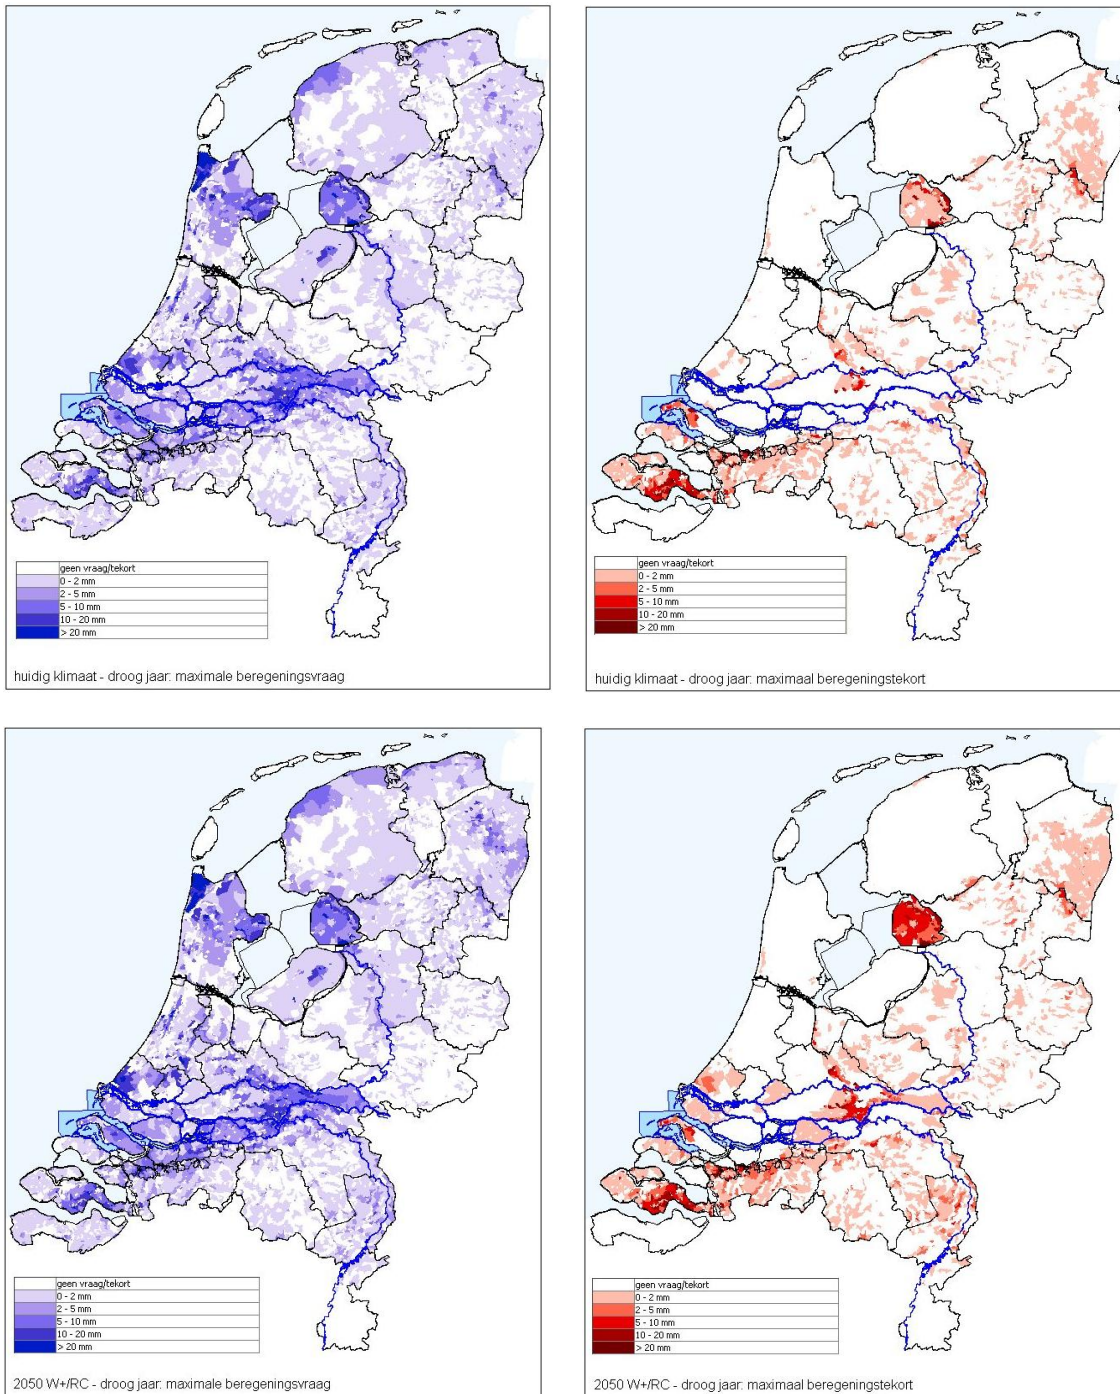 geen vraag/tekort
0 - 2 mm
2 - 5 mm
5 - 10 mm
10 - 20 mm
> 20 mm
huidig klimaat - droog jaar: maximale beregeningsvraag
geen vraag/tekort
0 - 2 mm
2 - 5 mm
5 - 10 mm
10 - 20 mm
> 20 mm
huidig klimaat - droog jaar: maximaal beregeningstekort
geen vraag/tekort
0 - 2 mm
2 - 5 mm
5 - 10 mm
10 - 20 mm
> 20 mm
2050 W+/RC - droog jaar: maximale beregeningsvraag
geen vraag/tekort
0 - 2 mm
2 - 5 mm
5 - 10 mm
10 - 20 mm
> 20 mm
2050 W+/RC - droog jaar: maximaal beregeningstekort